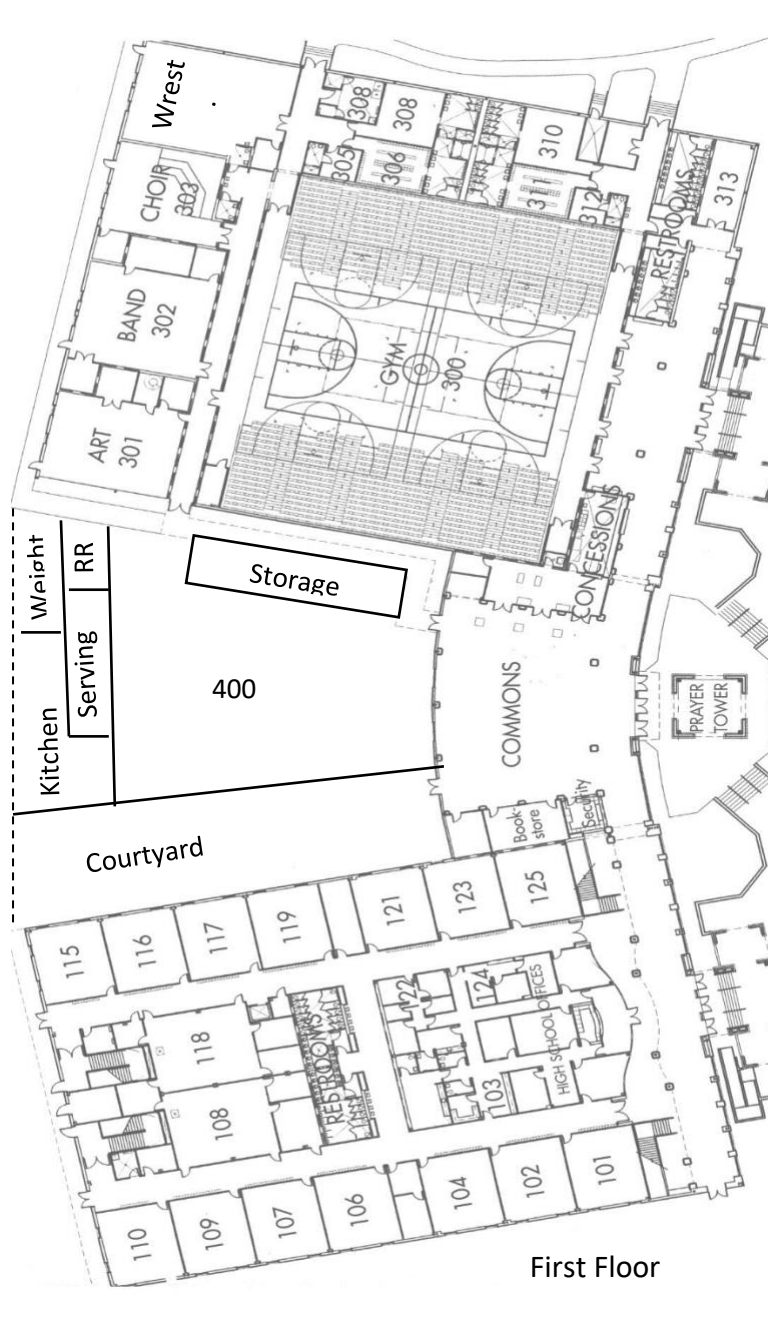 Wrest
308
308
310
CHOIR
303
305
306
311
312
RESTROOMS
313
BAND
302
GYM
300
ART
301
CONCESSIONS
Weight
RR
Storage
Serving
400
Kitchen
COMMONS
PRAYER
TOWER
Book-
store
Security
Courtyard
115
116
117
119
121
123
125
122
124
HIGH SCHOOL OFFICES
118
RESTROOMS
108
103
110
109
107
106
104
102
101
First Floor